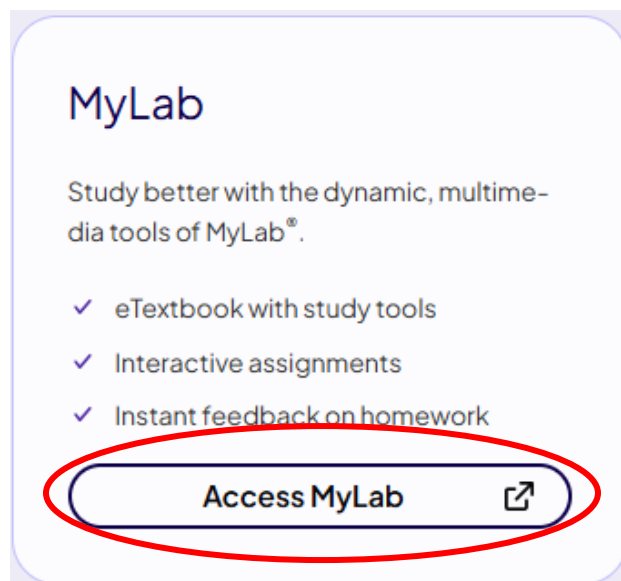 MyLab
Study better with the dynamic, multime-
dia tools of MyLab®.
eTextbook with study tools
Interactive assignments
Instant feedback on homework
Access MyLab